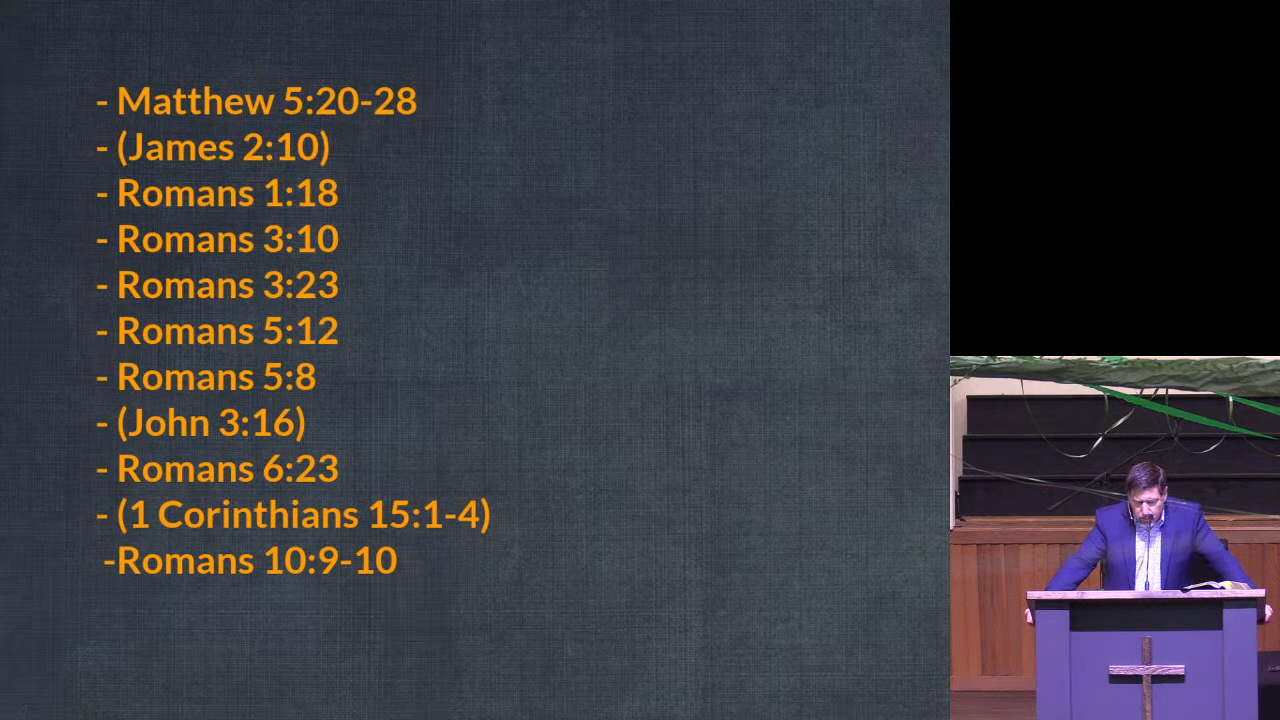 - Matthew 5:20-28
- (James 2:10)
- Romans 1:18
- Romans 3:10
- Romans 3:23
- Romans 5:12
- Romans 5:8
- (John 3:16)
- Romans 6:23
- (1 Corinthians 15:1-4)
-Romans 10:9-10